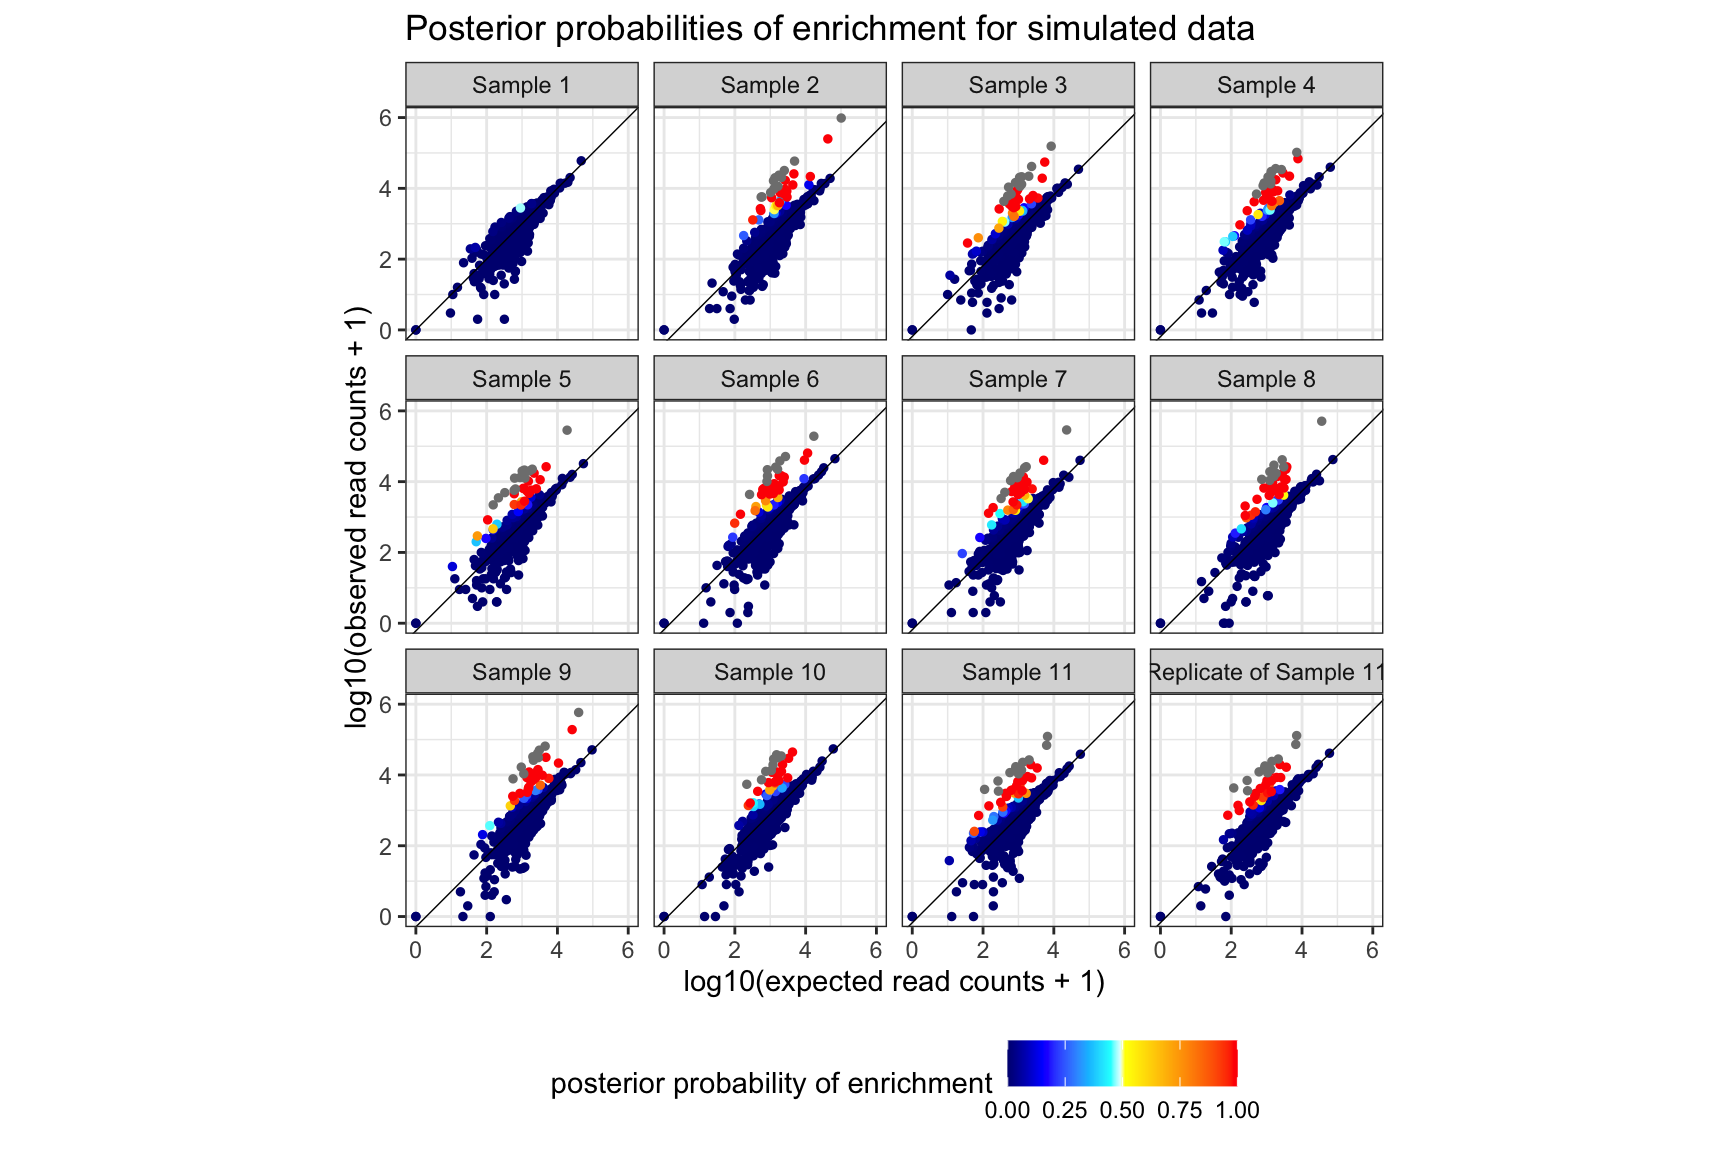 Posterior probabilities of enrichment for simulated data
Sample 1
Sample 2
Sample 3
Sample 4
6
4
2
0
Sample 5
Sample 6
Sample 7
Sample 8
6
4
2
0
Sample 9
Sample 10
Sample 11
Replicate of Sample 11
6
4
2
0
0 2 4 6
0 2 4 6
0 2 4 6
0 2 4 6
log10(observed read counts + 1)
log10(expected read counts + 1)
posterior probability of enrichment
0.00 0.25 0.50 0.75 1.00